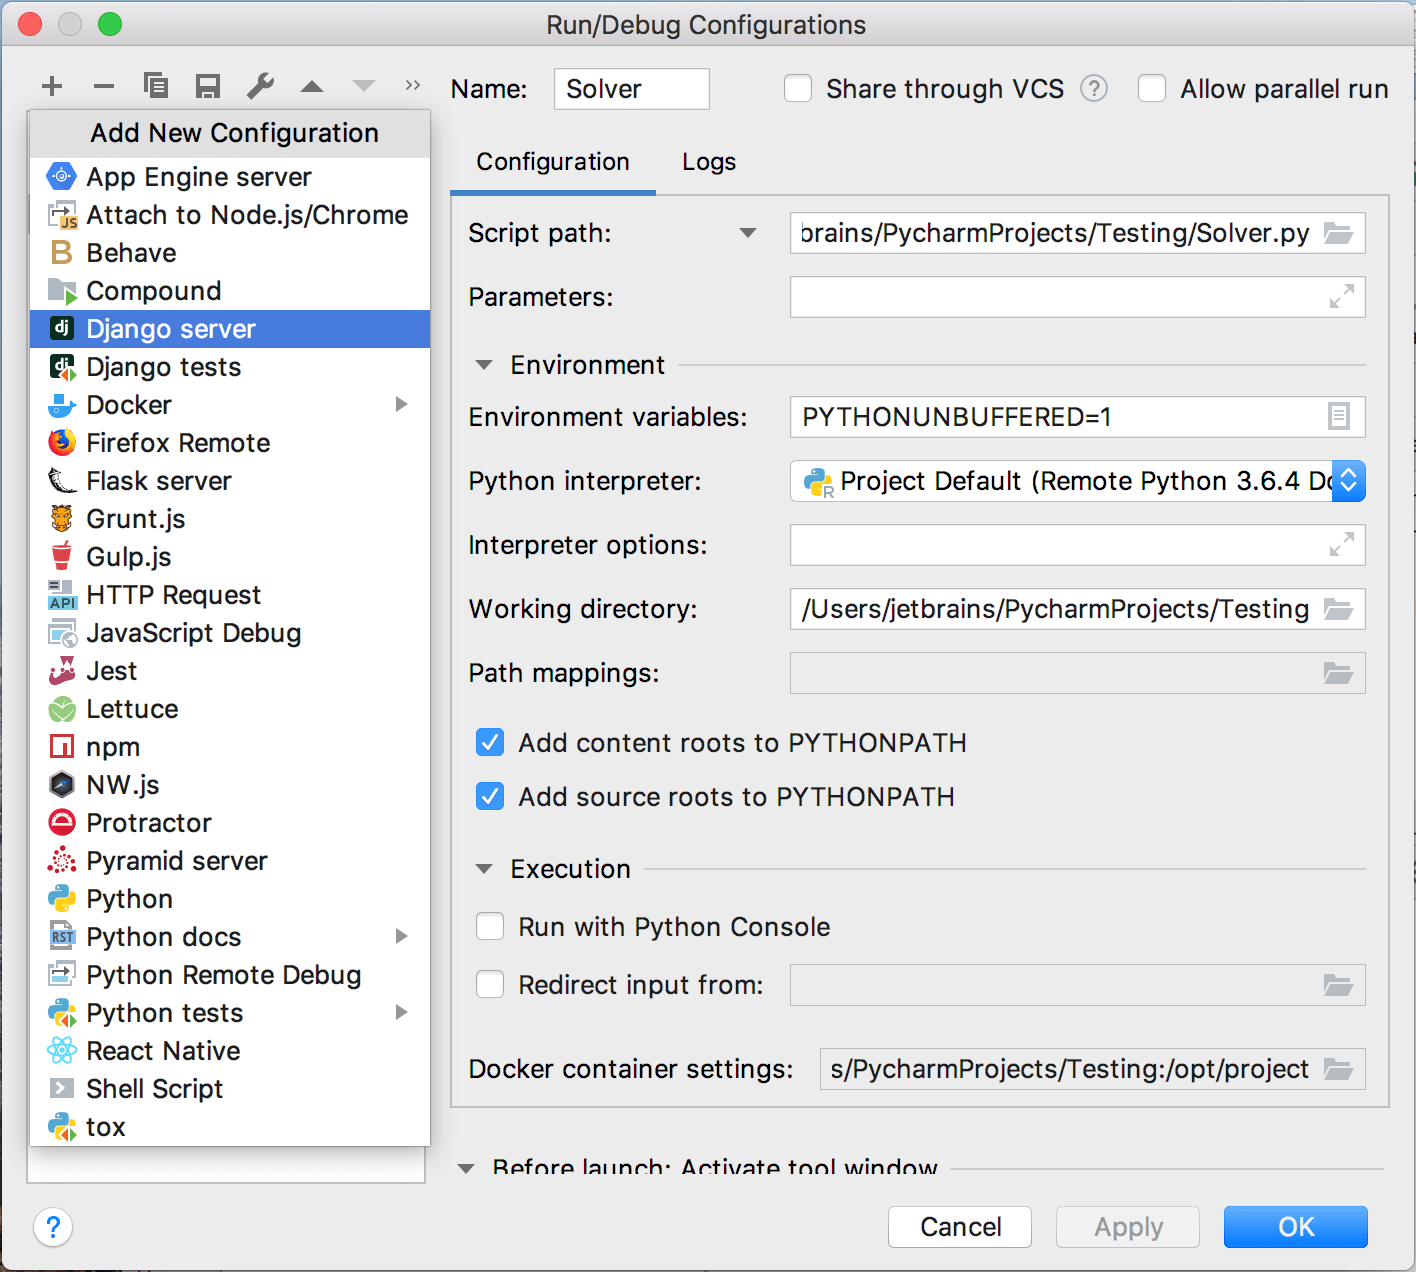 Run/Debug Configurations
Name: Solver Share through VCS ? Allow parallel run
Add New Configuration
App Engine server
Attach to Node.js/Chrome
Behave
Compound
Django server
Django tests
Docker
Firefox Remote
Flask server
Grunt.js
Gulp.js
HTTP Request
JavaScript Debug
Jest
Lettuce
npm
NW.js
Protractor
Pyramid server
Python
Python docs
Python Remote Debug
Python tests
React Native
Shell Script
tox
Configuration Logs
Script path: brains/PycharmProjects/Testing/Solver.py
Parameters:
Environment
Environment variables: PYTHONUNBUFFERED=1
Python interpreter: Project Default (Remote Python 3.6.4 Do
Interpreter options:
Working directory: /Users/jetbrains/PycharmProjects/Testing
Path mappings:
Add content roots to PYTHONPATH
Add source roots to PYTHONPATH
Execution
Run with Python Console
Redirect input from:
Docker container settings: s/PycharmProjects/Testing:/opt/project
Before launch: Activate tool window
? Cancel Apply OK